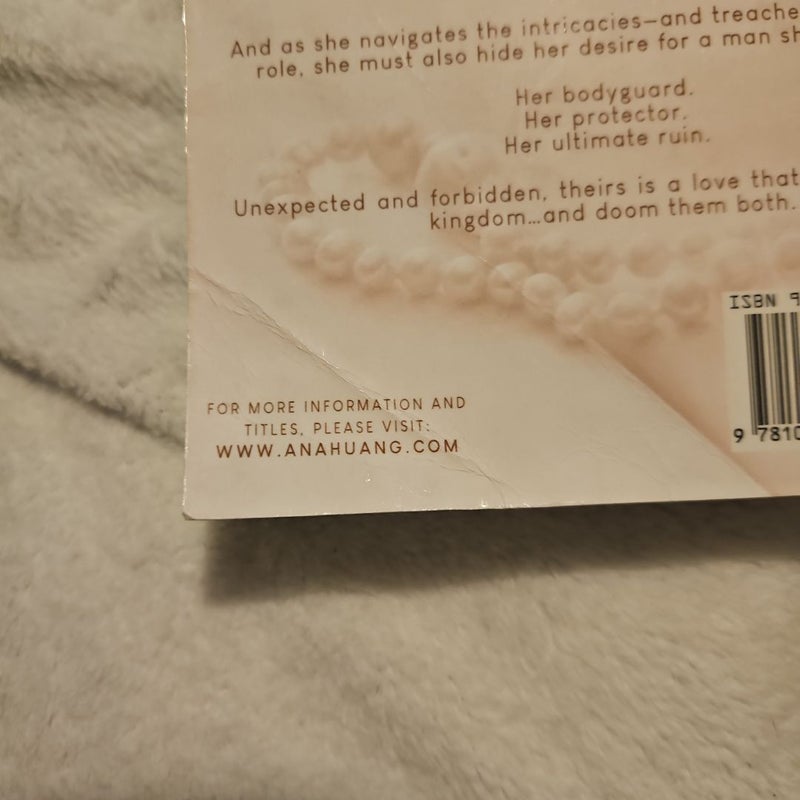 And as she navigates the intricacies—and treache
role, she must also hide her desire for a man sh
Her bodyguard.
Her protector.
Her ultimate ruin.
Unexpected and forbidden, theirs is a love that
kingdom...and doom them both.
ISBN 9
9 7810
FOR MORE INFORMATION AND
TITLES, PLEASE VISIT:
WWW.ANAHUANG.COM